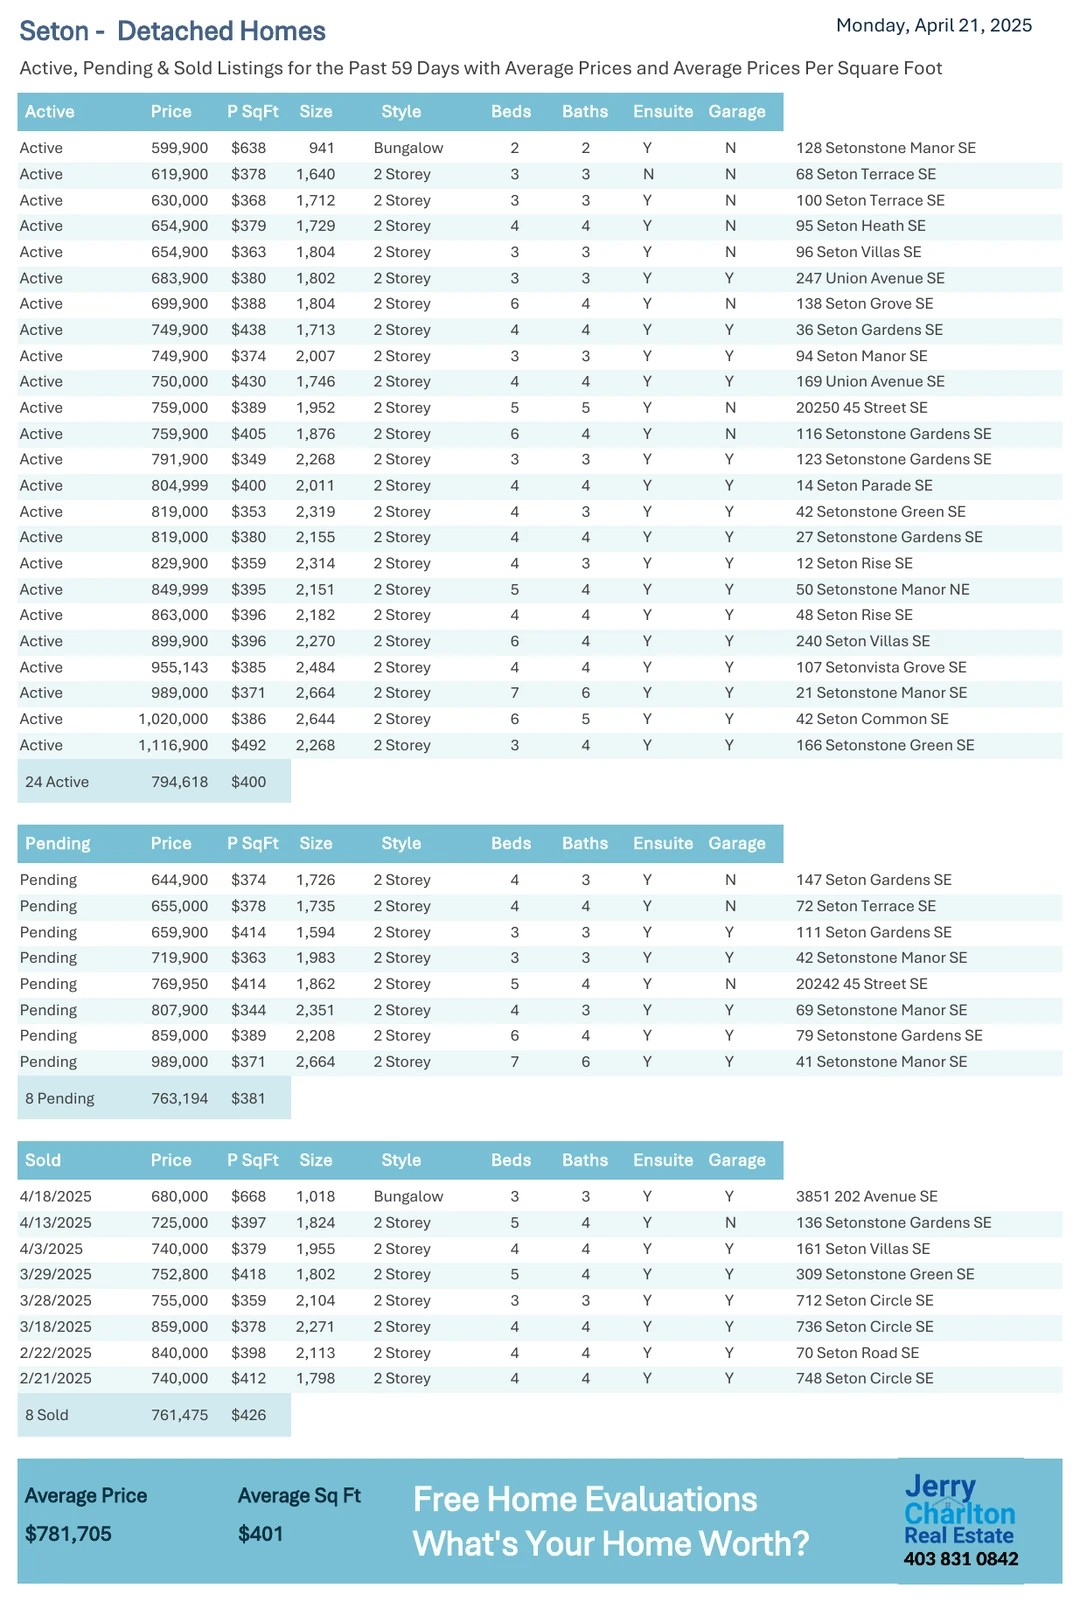 Seton -  Detached Homes
Monday, April 21, 2025
Active, Pending & Sold Listings for the Past 59 Days with Average Prices and Average Prices Per Square Foot
Active Price P SqFt Size Style Beds Baths Ensuite Garage
Active 599,900 $638 941 Bungalow 2 2 Y N 128 Setonstone Manor SE
Active 619,900 $378 1,640 2 Storey 3 3 N N 68 Seton Terrace SE
Active 630,000 $368 1,712 2 Storey 3 3 Y N 100 Seton Terrace SE
Active 654,900 $379 1,729 2 Storey 4 4 Y N 95 Seton Heath SE
Active 654,900 $363 1,804 2 Storey 3 3 Y N 96 Seton Villas SE
Active 683,900 $380 1,802 2 Storey 3 3 Y Y 247 Union Avenue SE
Active 699,900 $388 1,804 2 Storey 6 4 Y N 138 Seton Grove SE
Active 749,900 $438 1,713 2 Storey 4 4 Y Y 36 Seton Gardens SE
Active 749,900 $374 2,007 2 Storey 3 3 Y Y 94 Seton Manor SE
Active 750,000 $430 1,746 2 Storey 4 4 Y Y 169 Union Avenue SE
Active 759,000 $389 1,952 2 Storey 5 5 Y N 20250 45 Street SE
Active 759,900 $405 1,876 2 Storey 6 4 Y N 116 Setonstone Gardens SE
Active 791,900 $349 2,268 2 Storey 3 3 Y Y 123 Setonstone Gardens SE
Active 804,999 $400 2,011 2 Storey 4 4 Y Y 14 Seton Parade SE
Active 819,000 $353 2,319 2 Storey 4 3 Y Y 42 Setonstone Green SE
Active 819,000 $380 2,155 2 Storey 4 4 Y Y 27 Setonstone Gardens SE
Active 829,900 $359 2,314 2 Storey 4 3 Y Y 12 Seton Rise SE
Active 849,999 $395 2,151 2 Storey 5 4 Y Y 50 Setonstone Manor NE
Active 863,000 $396 2,182 2 Storey 4 4 Y Y 48 Seton Rise SE
Active 899,900 $396 2,270 2 Storey 6 4 Y Y 240 Seton Villas SE
Active 955,143 $385 2,484 2 Storey 4 4 Y Y 107 Setonvista Grove SE
Active 989,000 $371 2,664 2 Storey 7 6 Y Y 21 Setonstone Manor SE
Active 1,020,000 $386 2,644 2 Storey 6 5 Y Y 42 Seton Common SE
Active 1,116,900 $492 2,268 2 Storey 3 4 Y Y 166 Setonstone Green SE
24 Active 794,618 $400
Pending Price P SqFt Size Style Beds Baths Ensuite Garage
Pending 644,900 $374 1,726 2 Storey 4 3 Y N 147 Seton Gardens SE
Pending 655,000 $378 1,735 2 Storey 4 4 Y N 72 Seton Terrace SE
Pending 659,900 $414 1,594 2 Storey 3 3 Y Y 111 Seton Gardens SE
Pending 719,900 $363 1,983 2 Storey 3 3 Y Y 42 Setonstone Manor SE
Pending 769,950 $414 1,862 2 Storey 5 4 Y N 20242 45 Street SE
Pending 807,900 $344 2,351 2 Storey 4 3 Y Y 69 Setonstone Manor SE
Pending 859,000 $389 2,208 2 Storey 6 4 Y Y 79 Setonstone Gardens SE
Pending 989,000 $371 2,664 2 Storey 7 6 Y Y 41 Setonstone Manor SE
8 Pending 763,194 $381
Sold Price P SqFt Size Style Beds Baths Ensuite Garage
4/18/2025 680,000 $668 1,018 Bungalow 3 3 Y Y 3851 202 Avenue SE
4/13/2025 725,000 $397 1,824 2 Storey 5 4 Y N 136 Setonstone Gardens SE
4/3/2025 740,000 $379 1,955 2 Storey 4 4 Y Y 161 Seton Villas SE
3/29/2025 752,800 $418 1,802 2 Storey 5 4 Y Y 309 Setonstone Green SE
3/28/2025 755,000 $359 2,104 2 Storey 3 3 Y Y 712 Seton Circle SE
3/18/2025 859,000 $378 2,271 2 Storey 4 4 Y Y 736 Seton Circle SE
2/22/2025 840,000 $398 2,113 2 Storey 4 4 Y Y 70 Seton Road SE
2/21/2025 740,000 $412 1,798 2 Storey 4 4 Y Y 748 Seton Circle SE
8 Sold 761,475 $426
Average Price Average Sq Ft
$781,705 $401
Free Home Evaluations
What's Your Home Worth?
Jerry
Charlton
Real Estate
403 831 0842